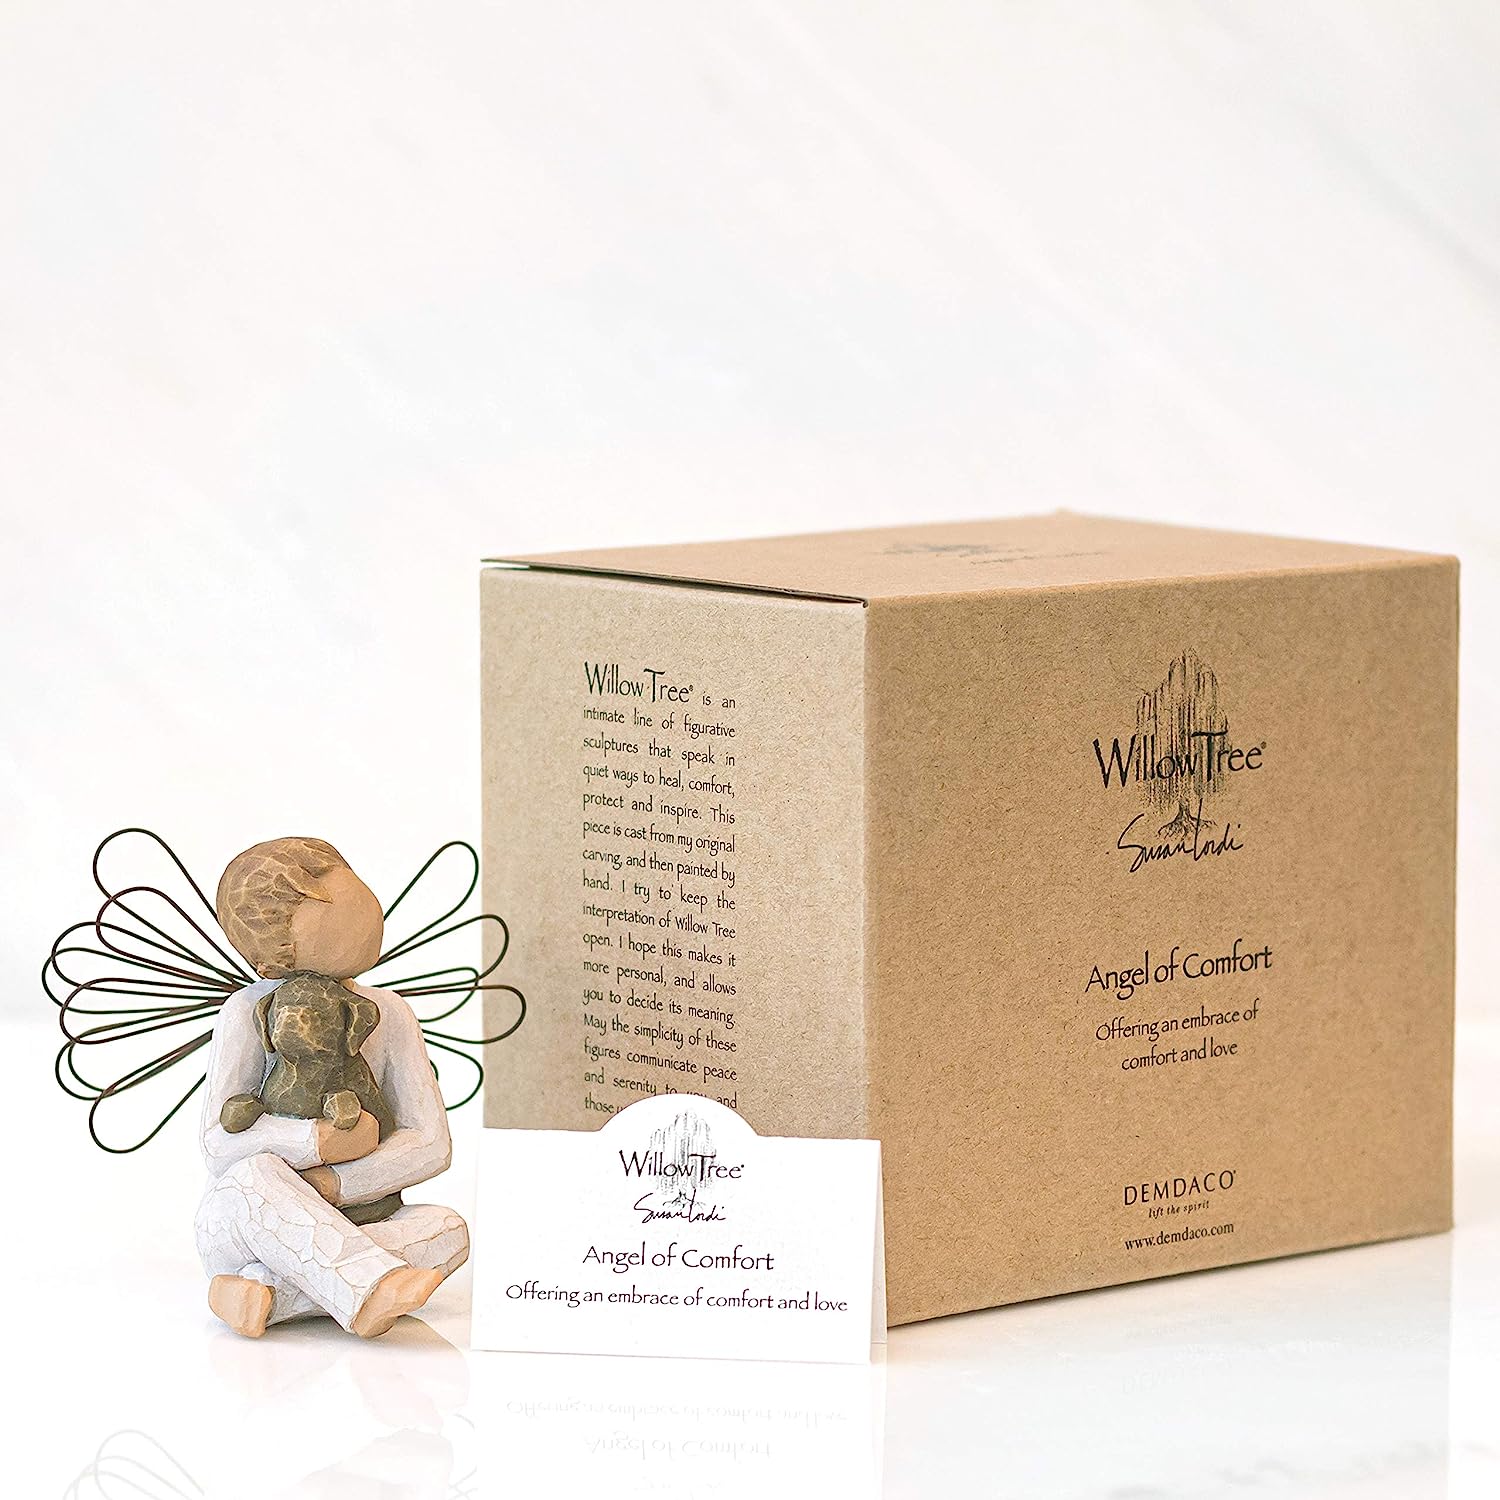 Willow Tree® is an
intimate line of figurative
sculptures that speak in
quiet ways to heal, comfort,
protect and inspire. This
piece is cast from my original
carving, and then painted by
hand. I try to keep the
interpretation of Willow Tree
open. I hope this makes it
more personal, and allows
you to decide its meaning.
May the simplicity of these
figures communicate peace
and serenity to you and
those
Willow Tree®
Susan Lordi
Angel of Comfort
Offering an embrace of
comfort and love
DEMDACO®
lift the spirit
www.demdaco.com
Willow Tree®
Susan Lordi
Angel of Comfort
Offering an embrace of comfort and love